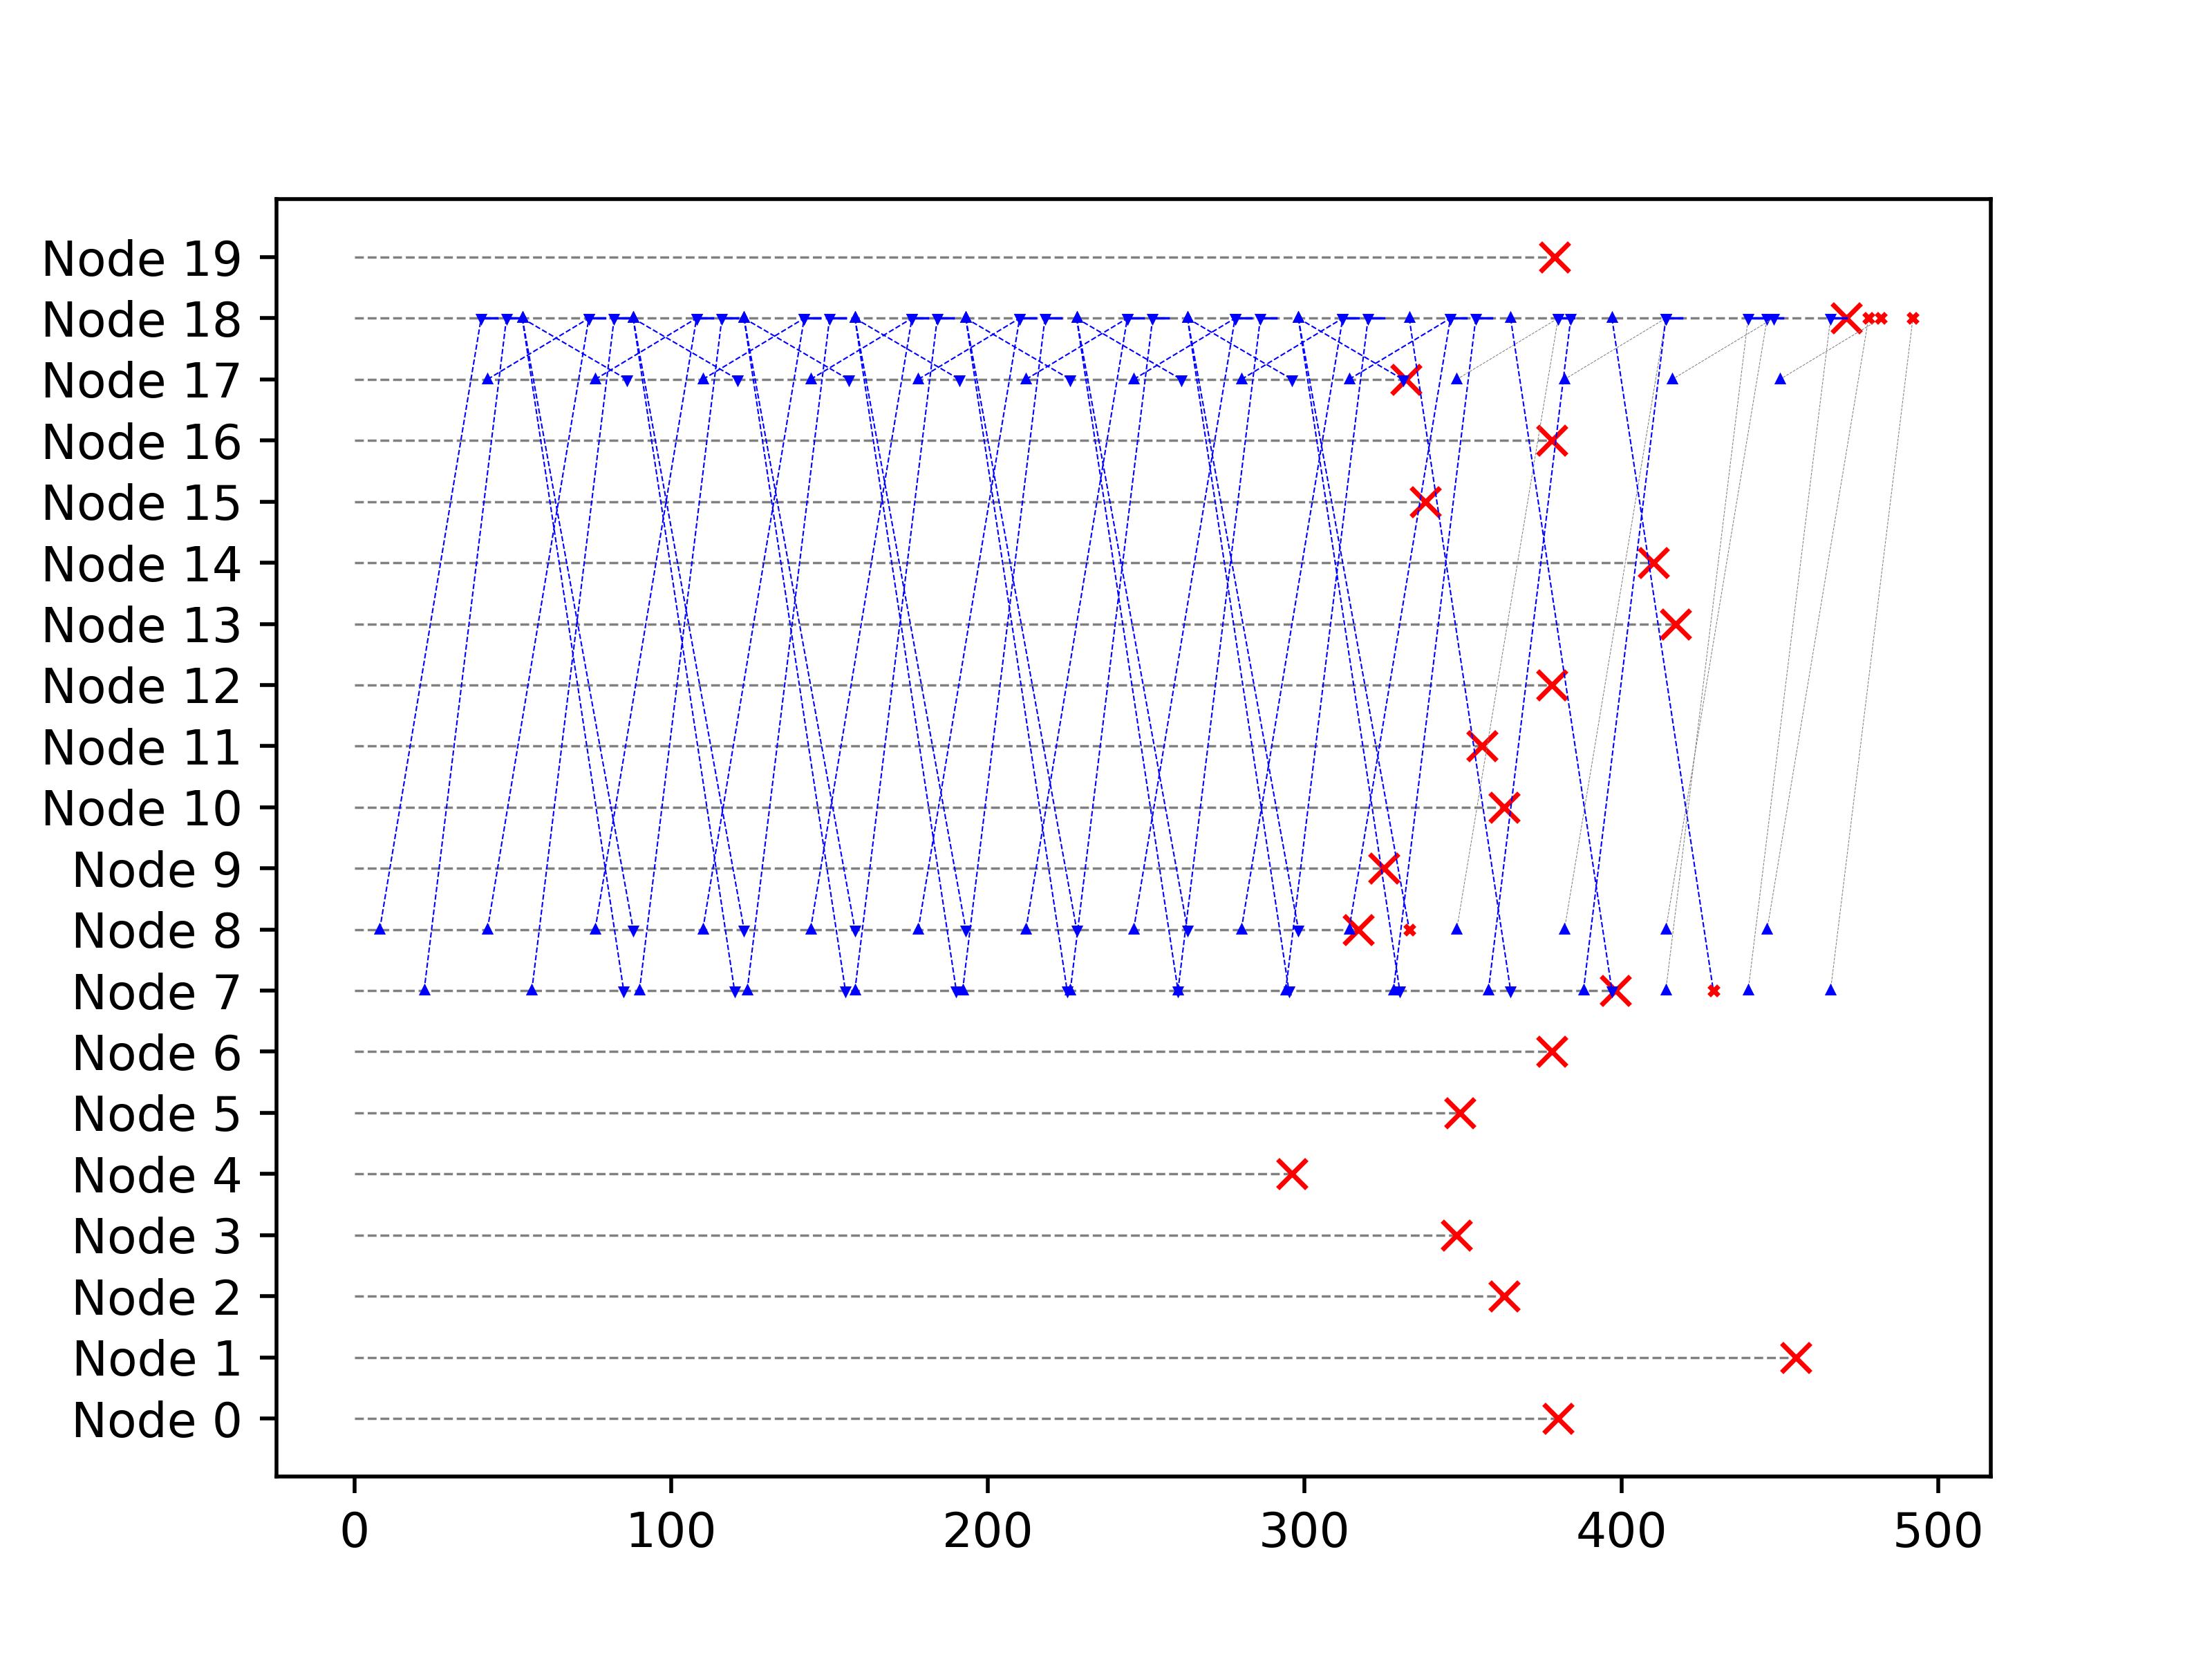 Node 19
Node 18
Node 17
Node 16
Node 15
Node 14
Node 13
Node 12
Node 11
Node 10
Node 9
Node 8
Node 7
Node 6
Node 5
Node 4
Node 3
Node 2
Node 1
Node 0
0 100 200 300 400 500